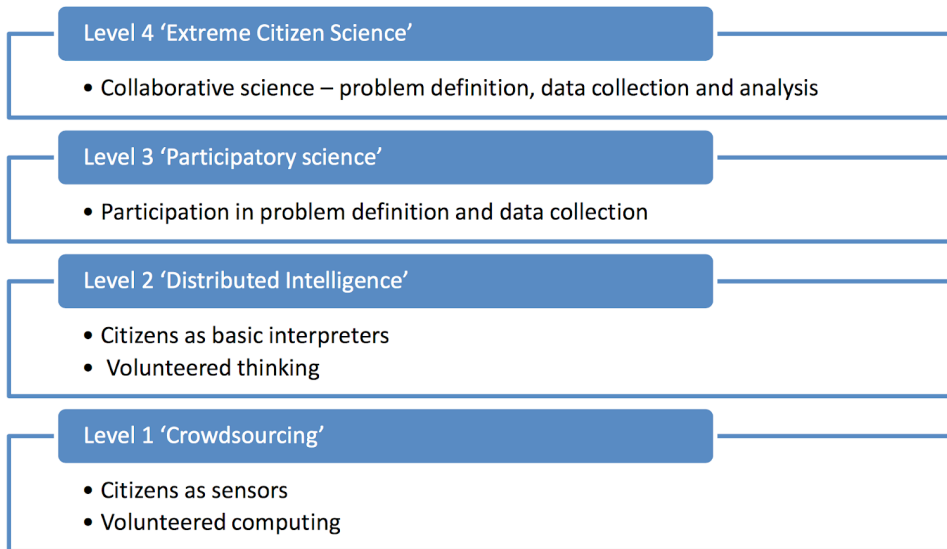 Level 4 ‘Extreme Citizen Science’
• Collaborative science – problem definition, data collection and analysis
Level 3 ‘Participatory science’
• Participation in problem definition and data collection
Level 2 ‘Distributed Intelligence’
• Citizens as basic interpreters
• Volunteered thinking
Level 1 ‘Crowdsourcing’
• Citizens as sensors
• Volunteered computing